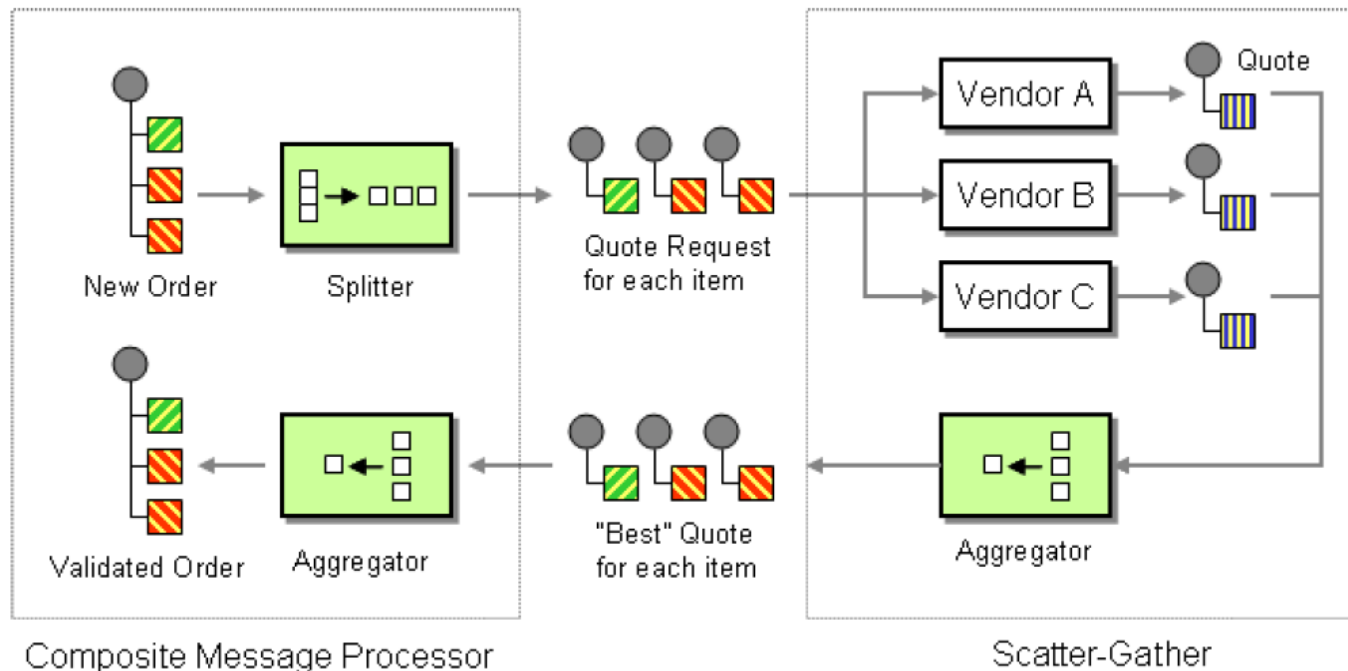 New Order
Splitter
Quote Request
for each item
Vendor A
Vendor B
Vendor C
Quote
Validated Order
Aggregator
"Best" Quote
for each item
Aggregator
Composite Message Processor
Scatter-Gather